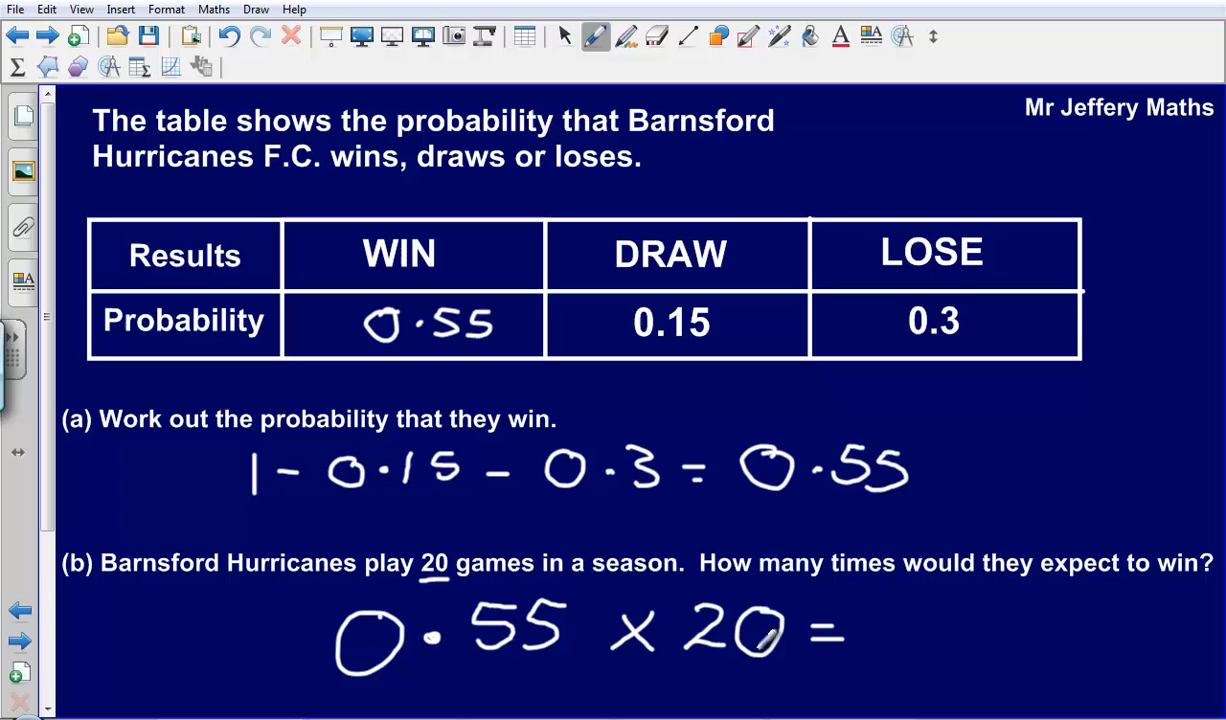 File Edit View Insert Format Maths Draw Help
Mr Jeffery Maths
The table shows the probability that Barnsford
Hurricanes F.C. wins, draws or loses.
Results WIN DRAW LOSE
Probability 0.55 0.15 0.3
(a) Work out the probability that they win.
1 - 0.15 - 0.3 = 0.55
(b) Barnsford Hurricanes play 20 games in a season. How many times would they expect to win?
0.55 x 20 =